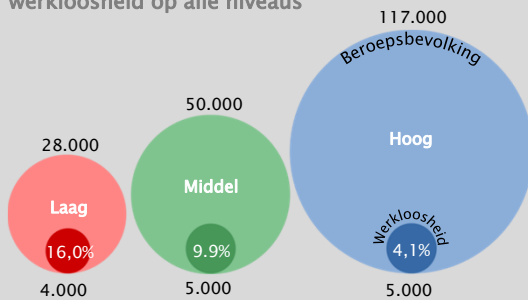 werkloosheid op alle niveaus
117.000
Beroepsbevolking
50.000
28.000
Hoog
Middel
Laag
Werkloosheid
16,0%
9.9%
4,1%
4.000
5.000
5.000